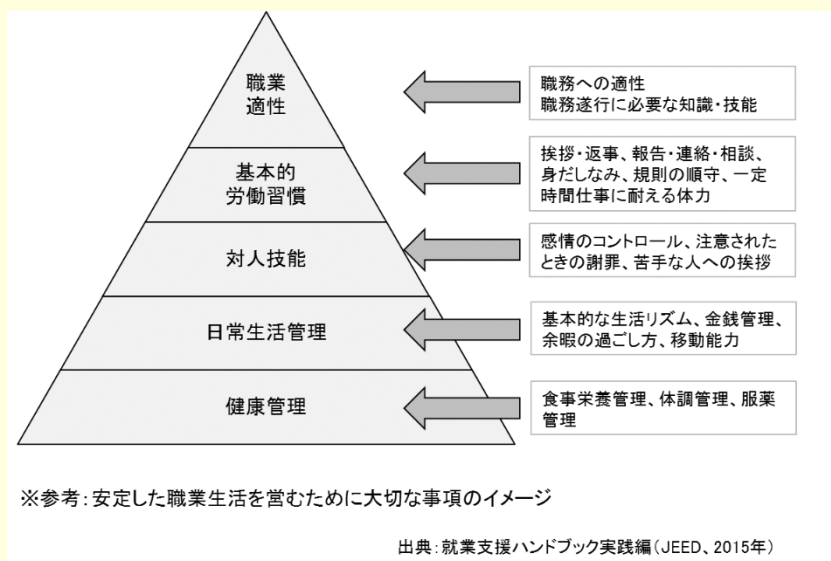 職業
適性
職務への適性
職務遂行に必要な知識・技能
基本的
労働習慣
挨拶・返事、報告・連絡・相談、
身だしなみ、規則の順守、一定
時間仕事に耐える体力
対人技能
感情のコントロール、注意された
ときの謝罪、苦手な人への挨拶
日常生活管理
基本的な生活リズム、金銭管理、
余暇の過ごし方、移動能力
健康管理
食事栄養管理、体調管理、服薬
管理
※参考：安定した職業生活を営むために大切な事項のイメージ
出典：就業支援ハンドブック実践編（JEED、2015年）